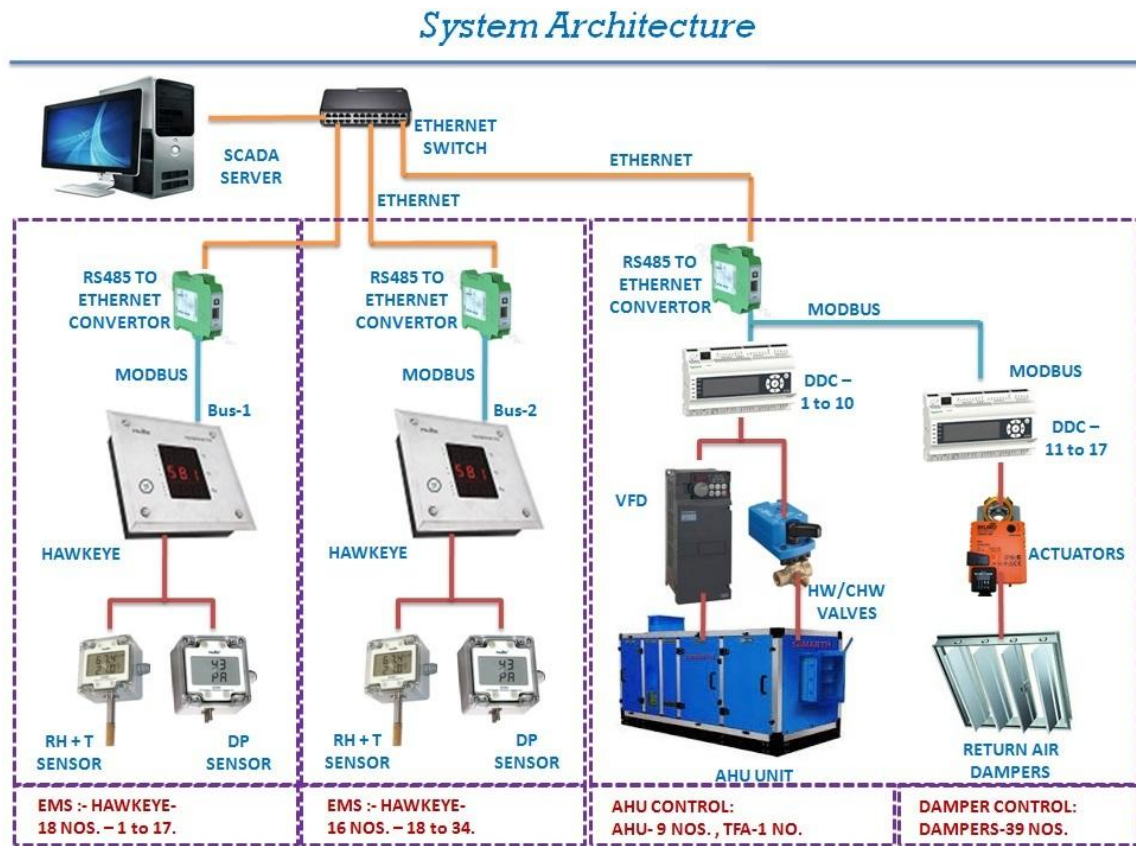 System Architecture
ETHERNET
SWITCH
SCADA
SERVER
ETHERNET
ETHERNET
RS485 TO
ETHERNET
CONVERTOR
MODBUS
Bus-1
HAWKEYE
RH + T
SENSOR
43
PA
DP
SENSOR
RS485 TO
ETHERNET
CONVERTOR
MODBUS
Bus-2
HAWKEYE
RH + T
SENSOR
43
PA
DP
SENSOR
RS485 TO
ETHERNET
CONVERTOR
MODBUS
DDC –
1 to 10
VFD
HW/CHW
VALVES
AHU UNIT
MODBUS
DDC –
11 to 17
ACTUATORS
RETURN AIR
DAMPERS
EMS :- HAWKEYE-
18 NOS. – 1 to 17.
EMS :- HAWKEYE-
16 NOS. – 18 to 34.
AHU CONTROL:
AHU- 9 NOS. , TFA-1 NO.
DAMPER CONTROL:
DAMPERS-39 NOS.